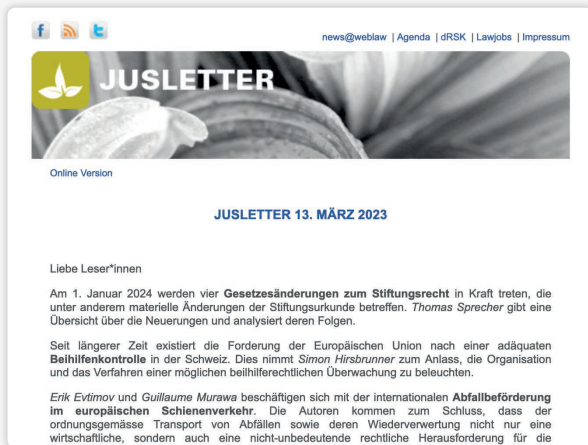 news@weblaw | Agenda | dRSK | Lawjobs | Impressum
JUSLETTER
Online Version
JUSLETTER 13. MÄRZ 2023
Liebe Leser*innen
Am 1. Januar 2024 werden vier Gesetzesänderungen zum Stiftungsrecht in Kraft treten, die
unter anderem materielle Änderungen der Stiftungsurkunde betreffen. Thomas Sprecher gibt eine
Übersicht über die Neuerungen und analysiert deren Folgen.
Seit längerer Zeit existiert die Forderung der Europäischen Union nach einer adäquaten
Beihilfenkontrolle in der Schweiz. Dies nimmt Simon Hirsbrunner zum Anlass, die Organisation
und das Verfahren einer möglichen beilhilferechtlichen Überwachung zu beleuchten.
Erik Evtimov und Guillaume Murawa beschäftigen sich mit der internationalen Abfallbeförderung
im europäischen Schienenverkehr. Die Autoren kommen zum Schluss, dass der
ordnungsgemässe Transport von Abfällen sowie deren Wiederverwertung nicht nur eine
wirtschaftliche, sondern auch eine nicht-unbedeutende rechtliche Herausforderung für die